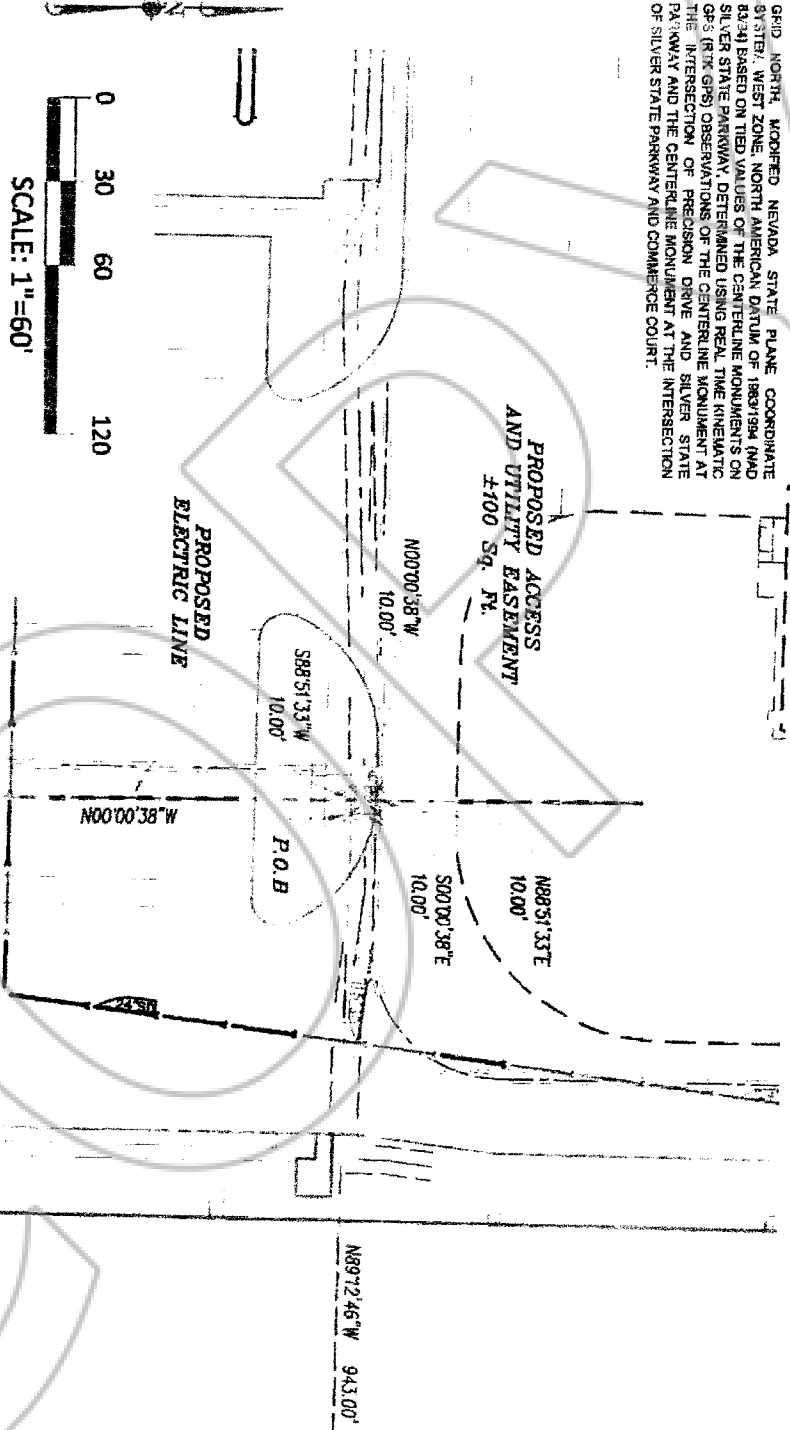 GRID NORTH, MODIFIED NEVADA STATE PLANE COORDINATE
SYSTEM, WEST ZONE, NORTH AMERICAN DATUM OF 1983/1994 (NAD
83/94) BASED ON TIED VALUES OF THE CENTERLINE MONUMENTS ON
SILVER STATE PARKWAY, DETERMINED USING REAL TIME KINEMATIC
GPS (RTK GPS) OBSERVATIONS OF THE CENTERLINE MONUMENT AT
THE INTERSECTION OF PRECISION DRIVE AND SILVER STATE
PARKWAY AND THE CENTERLINE MONUMENT AT THE INTERSECTION
OF SILVER STATE PARKWAY AND COMMERCE COURT.
PROPOSED ACCESS
AND UTILITY EASEMENT
±100 Sq. Ft.
N88°51'33"E
10.00'
S00°00'38"E
10.00'
N00°00'38"W
10.00'
S88°51'33"W
10.00'
P.O.B
N89°12'46"W 943.00'
PROPOSED
ELECTRIC LINE
N00°00'38"W
24"SD
0 30 60 120
SCALE: 1"=60'